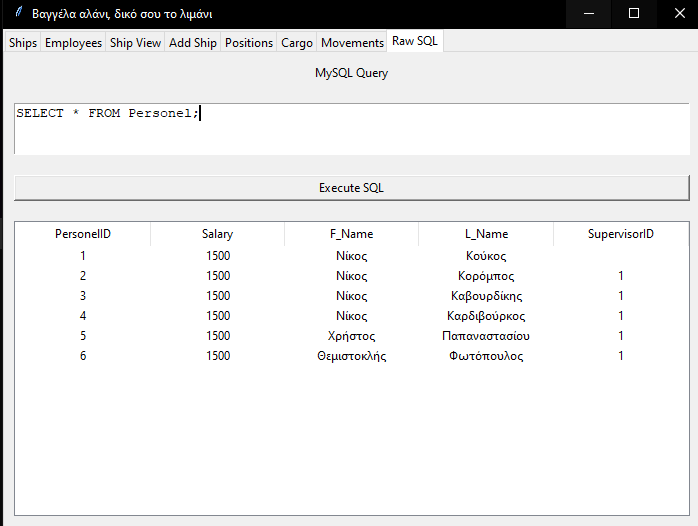 Βαγγέλα αλάνι, δικό σου το λιμάνι
Ships Employees Ship View Add Ship Positions Cargo Movements Raw SQL
MySQL Query
SELECT * FROM Personel;
Execute SQL
PersonelID Salary F_Name L_Name SupervisorID
1 1500 Νίκος Κούκος
2 1500 Νίκος Κορόμπος 1
3 1500 Νίκος Καβουρδίκης 1
4 1500 Νίκος Καρδιβούρκος 1
5 1500 Χρήστος Παπαναστασίου 1
6 1500 Θεμιστοκλής Φωτόπουλος 1